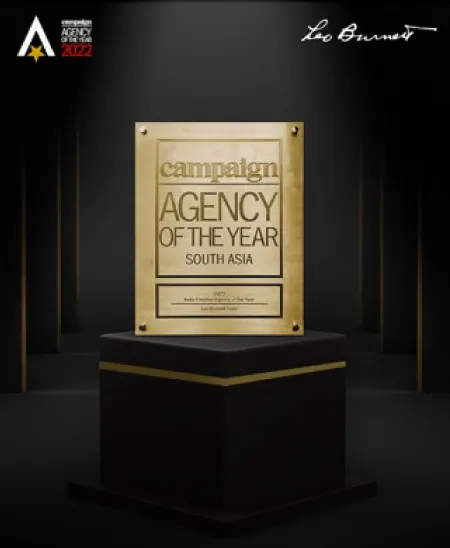 campaign
AGENCY
OF THE YEAR
2022
Leo Burnett
campaign
AGENCY
OF THE YEAR
SOUTH ASIA
2022
India Creative Agency of the Year
Leo Burnett India